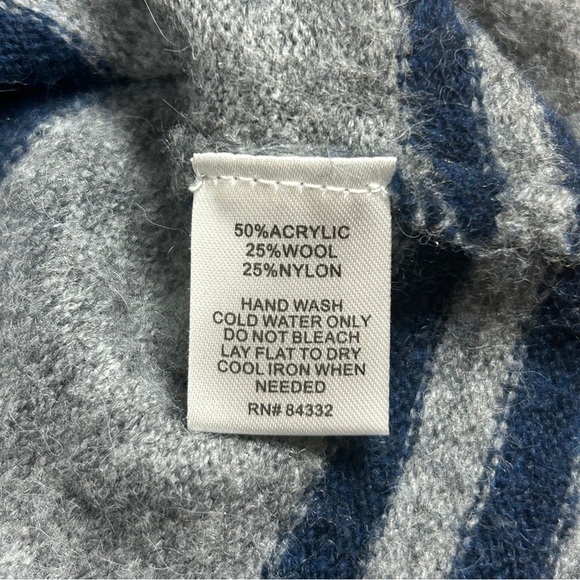 50%ACRYLIC
25%WOOL
25%NYLON
HAND WASH
COLD WATER ONLY
DO NOT BLEACH
LAY FLAT TO DRY
COOL IRON WHEN
NEEDED
RN# 84332